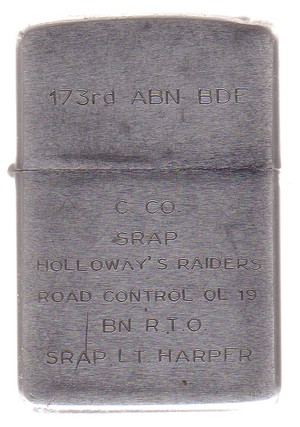 173rd ABN BDE
C CO.
SRAP
HOLLOWAY'S RAIDERS
ROAD CONTROL QL 19
BN R.T.O.
SRAP LT HARPER